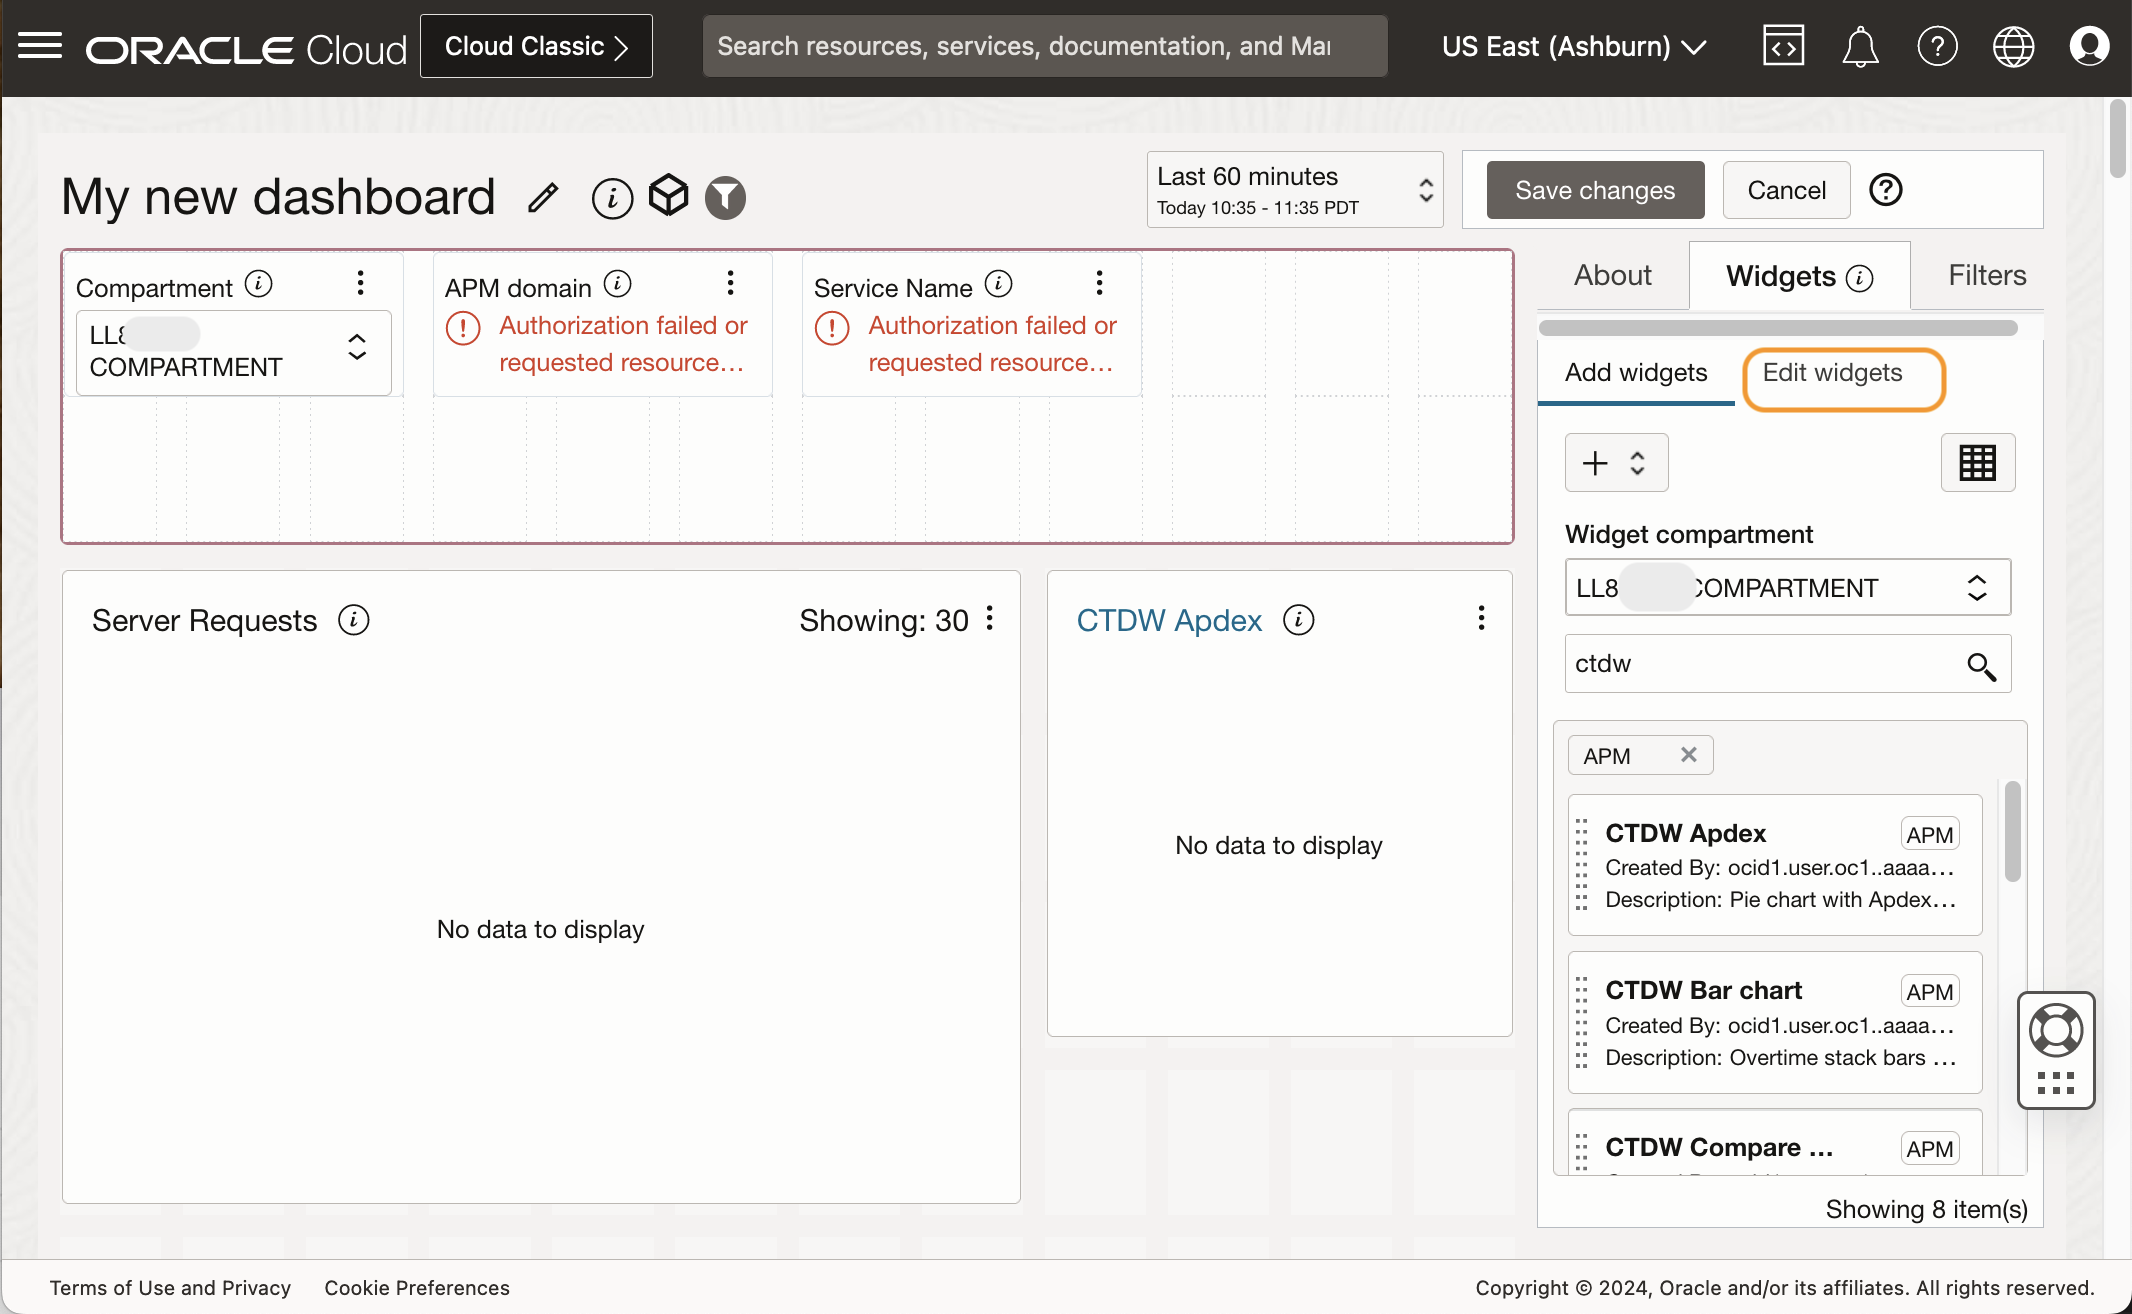 ORACLE Cloud
Cloud Classic
Search resources, services, documentation, and Mar
US East (Ashburn)
My new dashboard
Last 60 minutes
Today 10:35 - 11:35 PDT
Save changes
Cancel
Compartment
LL8
COMPARTMENT
APM domain
Authorization failed or
requested resource...
Service Name
Authorization failed or
requested resource...
Server Requests
Showing: 30
No data to display
CTDW Apdex
No data to display
About
Widgets
Filters
Add widgets
Edit widgets
Widget compartment
LL8 COMPARTMENT
ctdw
APM
CTDW Apdex
APM
Created By: ocid1.user.oc1..aaaa...
Description: Pie chart with Apdex...
CTDW Bar chart
APM
Created By: ocid1.user.oc1..aaaa...
Description: Overtime stack bars ...
CTDW Compare ...
APM
Showing 8 item(s)
Terms of Use and Privacy
Cookie Preferences
Copyright © 2024, Oracle and/or its affiliates. All rights reserved.